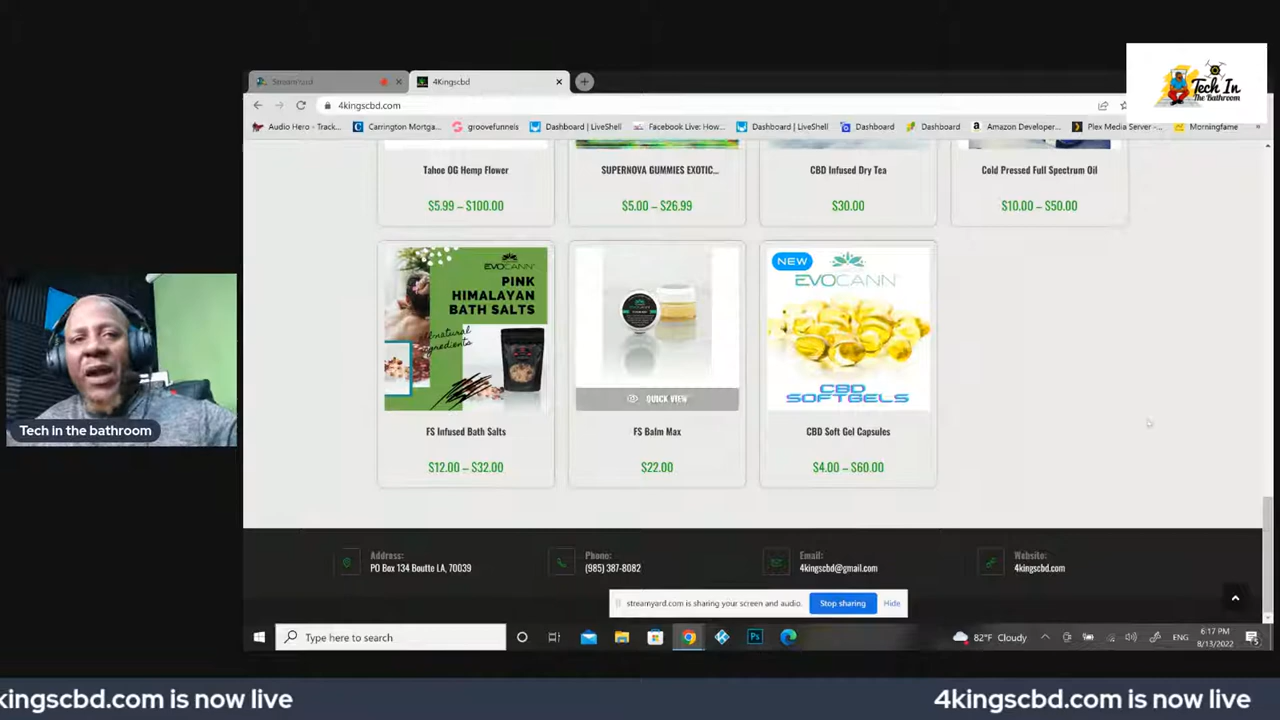 StreamYard
4Kingscbd
Tech In
The Bathroom
4kingscbd.com
Audio Hero - Track...
Carrington Mortga...
groovefunnels
Dashboard | LiveShell
Facebook Live: How...
Dashboard | LiveShell
Dashboard
Dashboard
Amazon Developer...
Plex Media Server -...
Morningfame
Tahoe OG Hemp Flower
SUPERNOVA GUMMIES EXOTIC...
CBD Infused Dry Tea
Cold Pressed Full Spectrum Oil
$5.99 – $100.00
$5.00 – $26.99
$30.00
$10.00 – $50.00
EVOCANN
PINK
HIMALAYAN
BATH SALTS
all natural
ingredients
QUICK VIEW
NEW
EVOCANN
CBD
SOFTGELS
FS Infused Bath Salts
FS Balm Max
CBD Soft Gel Capsules
$12.00 – $32.00
$22.00
$4.00 – $60.00
Tech in the bathroom
Address:
PO Box 134 Boutte LA, 70039
Phone:
(985) 387-8082
Email:
4kingscbd@gmail.com
Website:
4kingscbd.com
streamyard.com is sharing your screen and audio.
Stop sharing
Hide
Type here to search
Ps
82°F Cloudy
ENG
6:17 PM
8/13/2022
kingscbd.com is now live
4kingscbd.com is now live